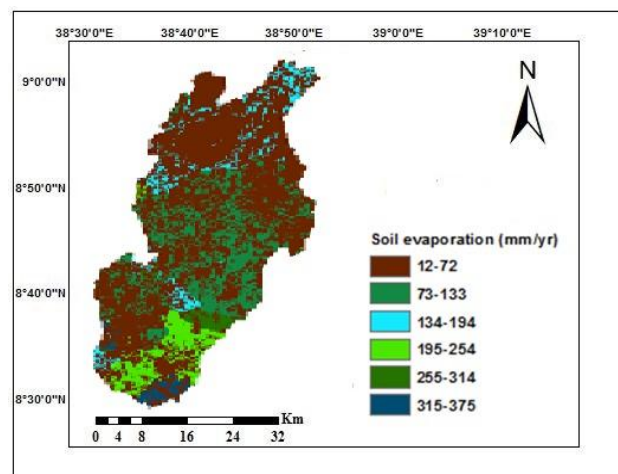 38°30'0"E 38°40'0"E 38°50'0"E 39°0'0"E 39°10'0"E
9°0'0"N
N
8°50'0"N
Soil evaporation (mm/yr)
12-72
73-133
8°40'0"N
134-194
195-254
255-314
8°30'0"N
315-375
Km
0 4 8 16 24 32